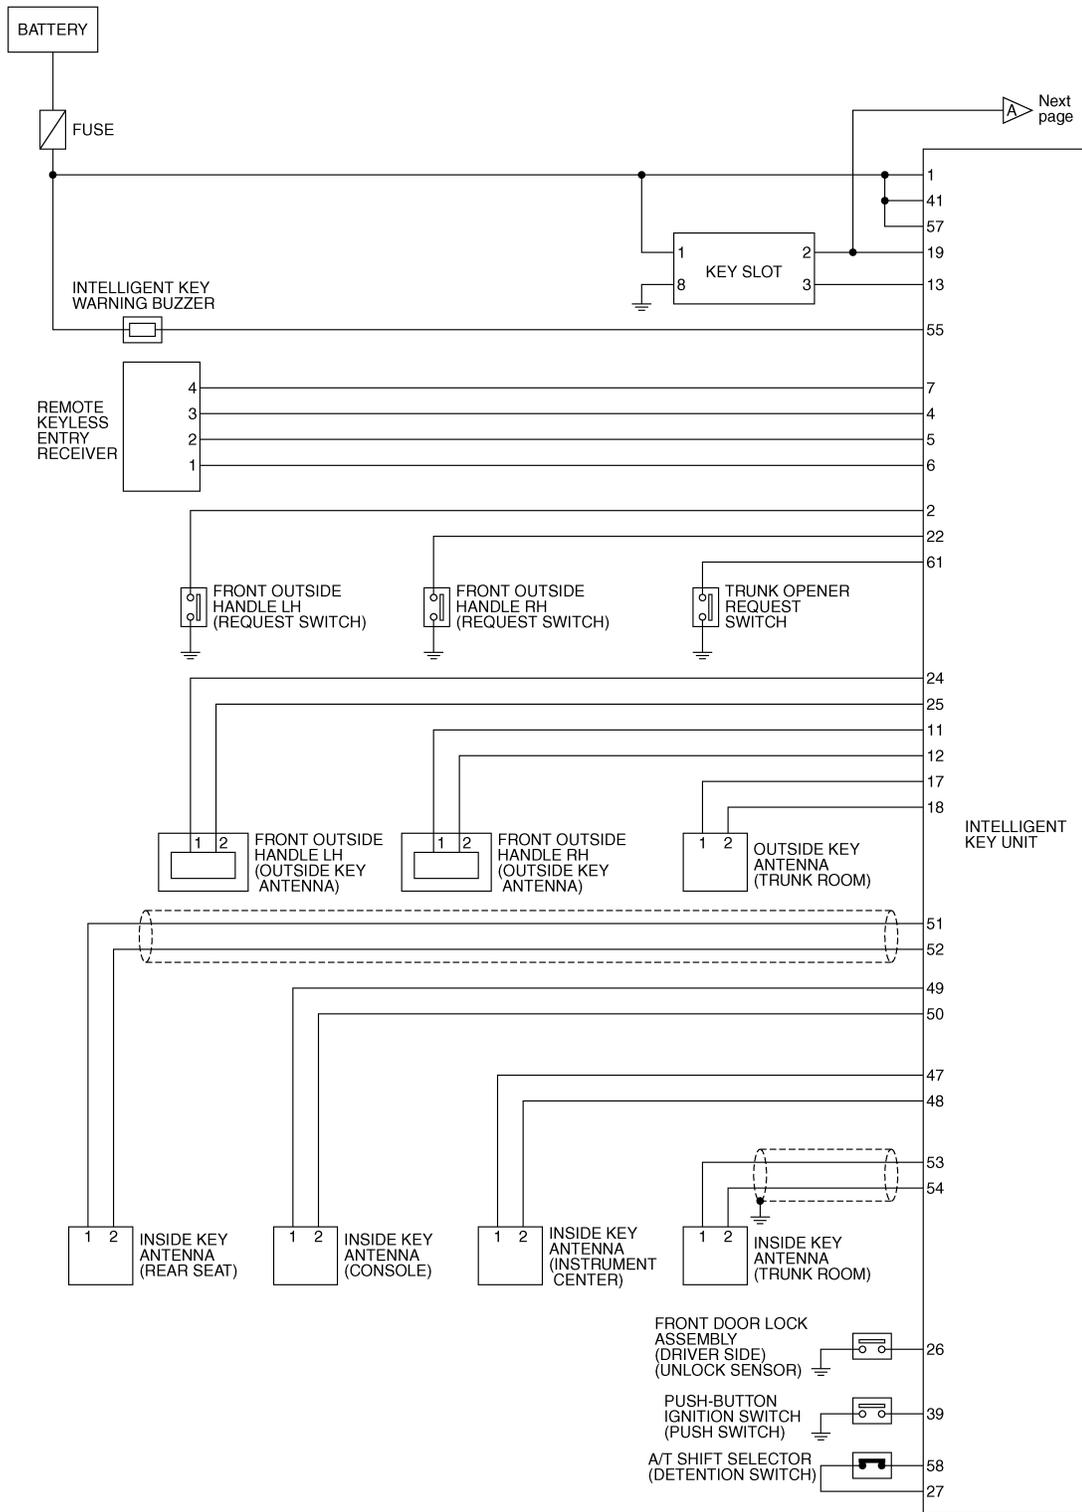 BATTERY
FUSE
A
Next
page
1
41
57
19
13
KEY SLOT
1
8
2
3
INTELLIGENT KEY
WARNING BUZZER
55
REMOTE
KEYLESS
ENTRY
RECEIVER
4
3
2
1
7
4
5
6
2
22
61
FRONT OUTSIDE
HANDLE LH
(REQUEST SWITCH)
FRONT OUTSIDE
HANDLE RH
(REQUEST SWITCH)
TRUNK OPENER
REQUEST
SWITCH
24
25
11
12
17
18
INTELLIGENT
KEY UNIT
1 2
FRONT OUTSIDE
HANDLE LH
(OUTSIDE KEY
ANTENNA)
1 2
FRONT OUTSIDE
HANDLE RH
(OUTSIDE KEY
ANTENNA)
1 2
OUTSIDE KEY
ANTENNA
(TRUNK ROOM)
51
52
49
50
47
48
53
54
1 2
INSIDE KEY
ANTENNA
(REAR SEAT)
1 2
INSIDE KEY
ANTENNA
(CONSOLE)
1 2
INSIDE KEY
ANTENNA
(INSTRUMENT
CENTER)
1 2
INSIDE KEY
ANTENNA
(TRUNK ROOM)
FRONT DOOR LOCK
ASSEMBLY
(DRIVER SIDE)
(UNLOCK SENSOR)
26
PUSH-BUTTON
IGNITION SWITCH
(PUSH SWITCH)
39
A/T SHIFT SELECTOR
(DETENTION SWITCH)
58
27